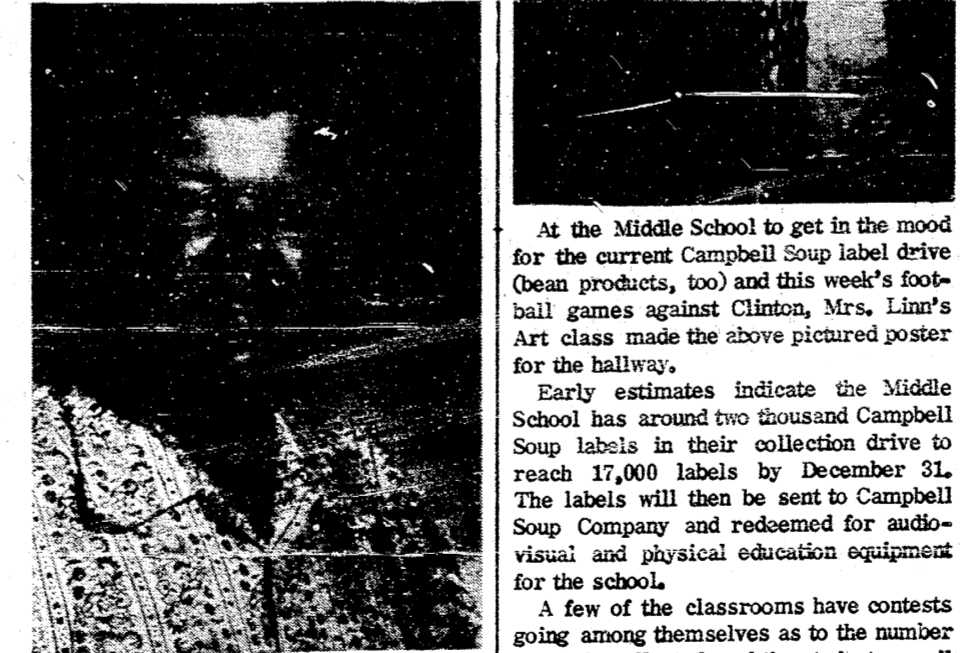 At the Middle School to get in the mood
for the current Campbell Soup label drive
(bean products, too) and this week's foot-
ball games against Clinton, Mrs. Linn's
Art class made the above pictured poster
for the hallway.
Early estimates indicate the Middle
School has around two thousand Campbell
Soup labels in their collection drive to
reach 17,000 labels by December 31.
The labels will then be sent to Campbell
Soup Company and redeemed for audio-
visual and physical education equipment
for the school.
A few of the classrooms have contests
going among themselves as to the number